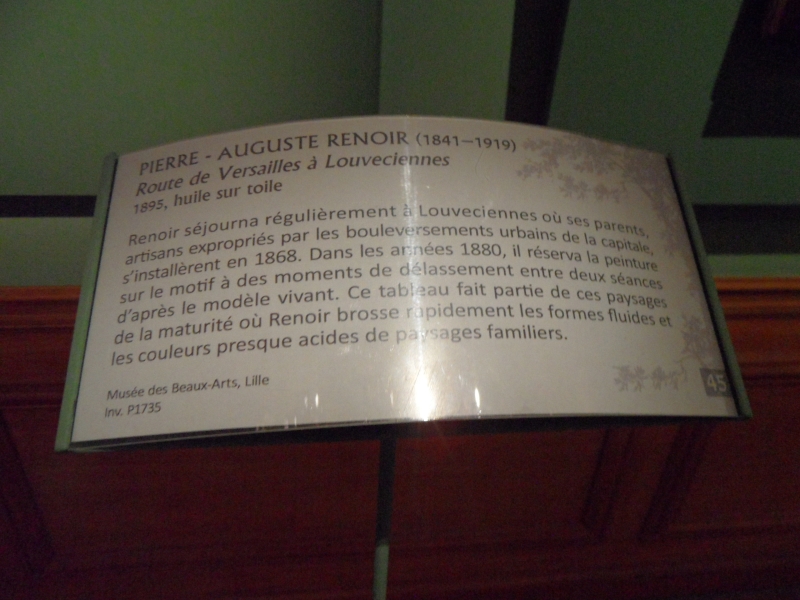 PIERRE - AUGUSTE RENOIR (1841-1919)
Route de Versailles à Louveciennes
1895, huile sur toile
Renoir séjourna régulièrement à Louveciennes où ses parents,
artisans expropriés par les bouleversements urbains de la capitale,
s'installèrent en 1868. Dans les années 1880, il réserva la peinture
sur le motif à des moments de délassement entre deux séances
d'après le modèle vivant. Ce tableau fait partie de ces paysages
de la maturité où Renoir brosse rapidement les formes fluides et
les couleurs presque acides de paysages familiers.
Musée des Beaux-Arts, Lille
Inv. P1735
45